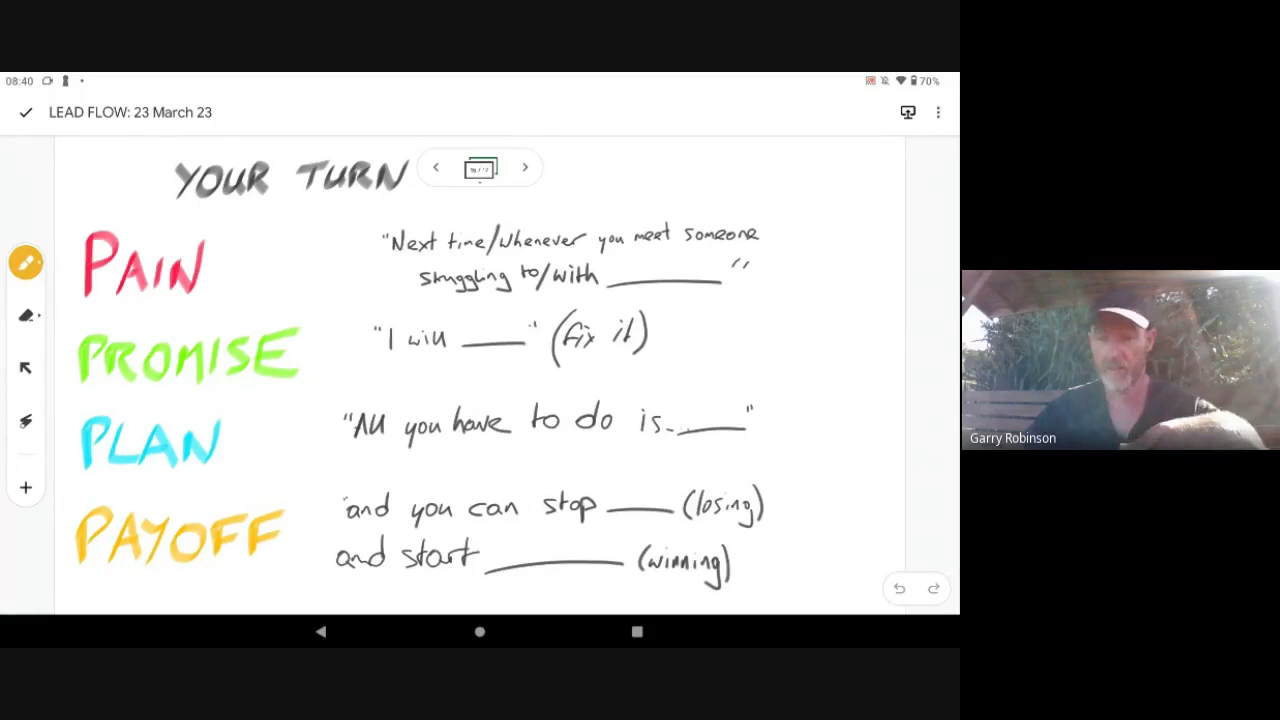 08:40
70%
LEAD FLOW: 23 March 23
YOUR TURN
PAIN
"Next time/whenever you meet someone
struggling to/with ________"
PROMISE
"I will ____" (fix it)
PLAN
"All you have to do is... ____"
PAYOFF
and you can stop ____ (losing)
and start ________ (winning)
Garry Robinson